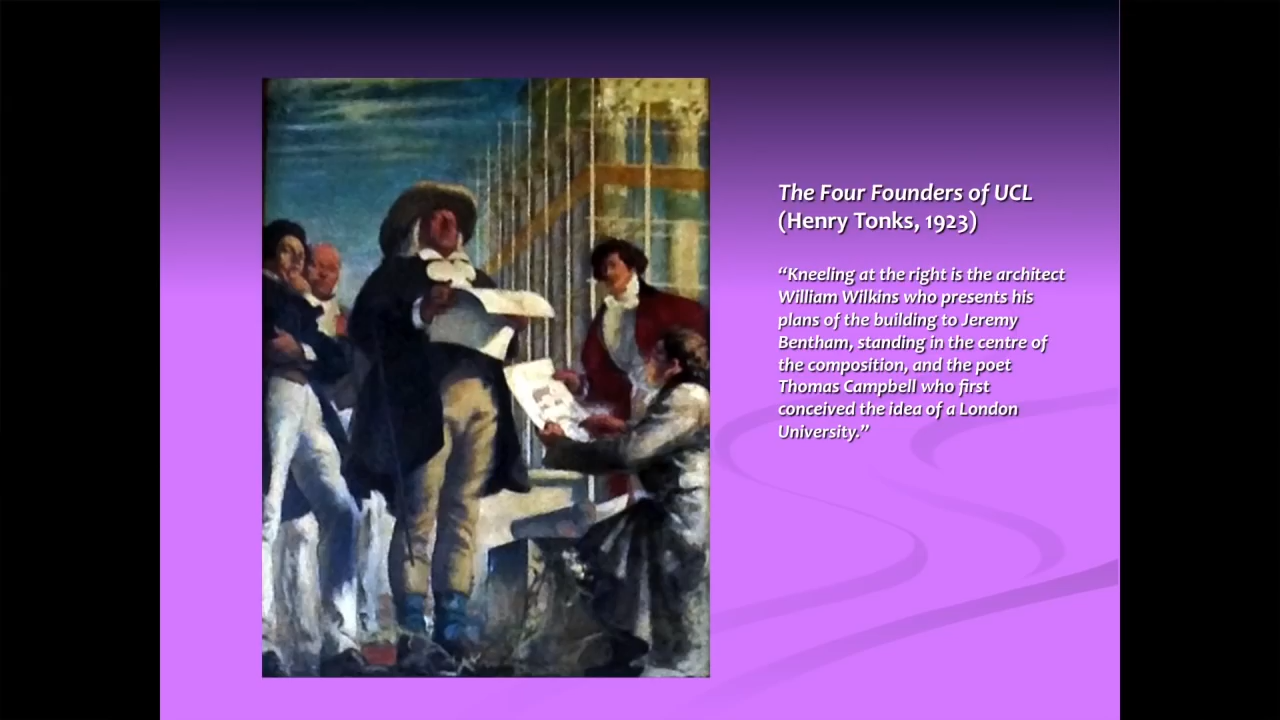 The Four Founders of UCL
(Henry Tonks, 1923)
“Kneeling at the right is the architect
William Wilkins who presents his
plans of the building to Jeremy
Bentham, standing in the centre of
the composition, and the poet
Thomas Campbell who first
conceived the idea of a London
University.”